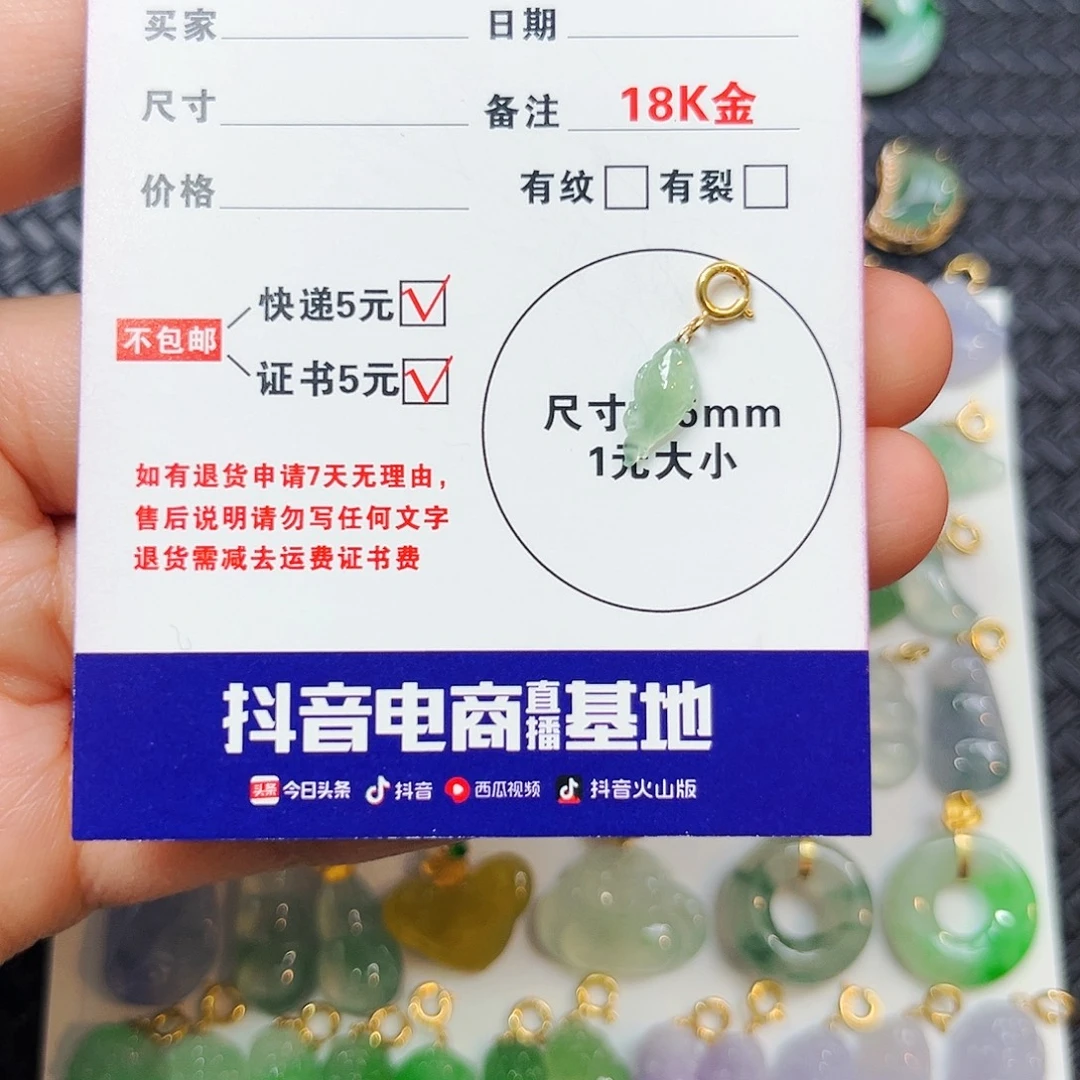 买家 日期
尺寸 备注 18K金
价格 有纹 有裂
不包邮 快递5元
证书5元
尺寸 5mm
1元大小
如有退货申请7天无理由，
售后说明请勿写任何文字
退货需减去运费证书费
抖音电商直播基地
头条 今日头条 抖音 西瓜视频 抖音火山版